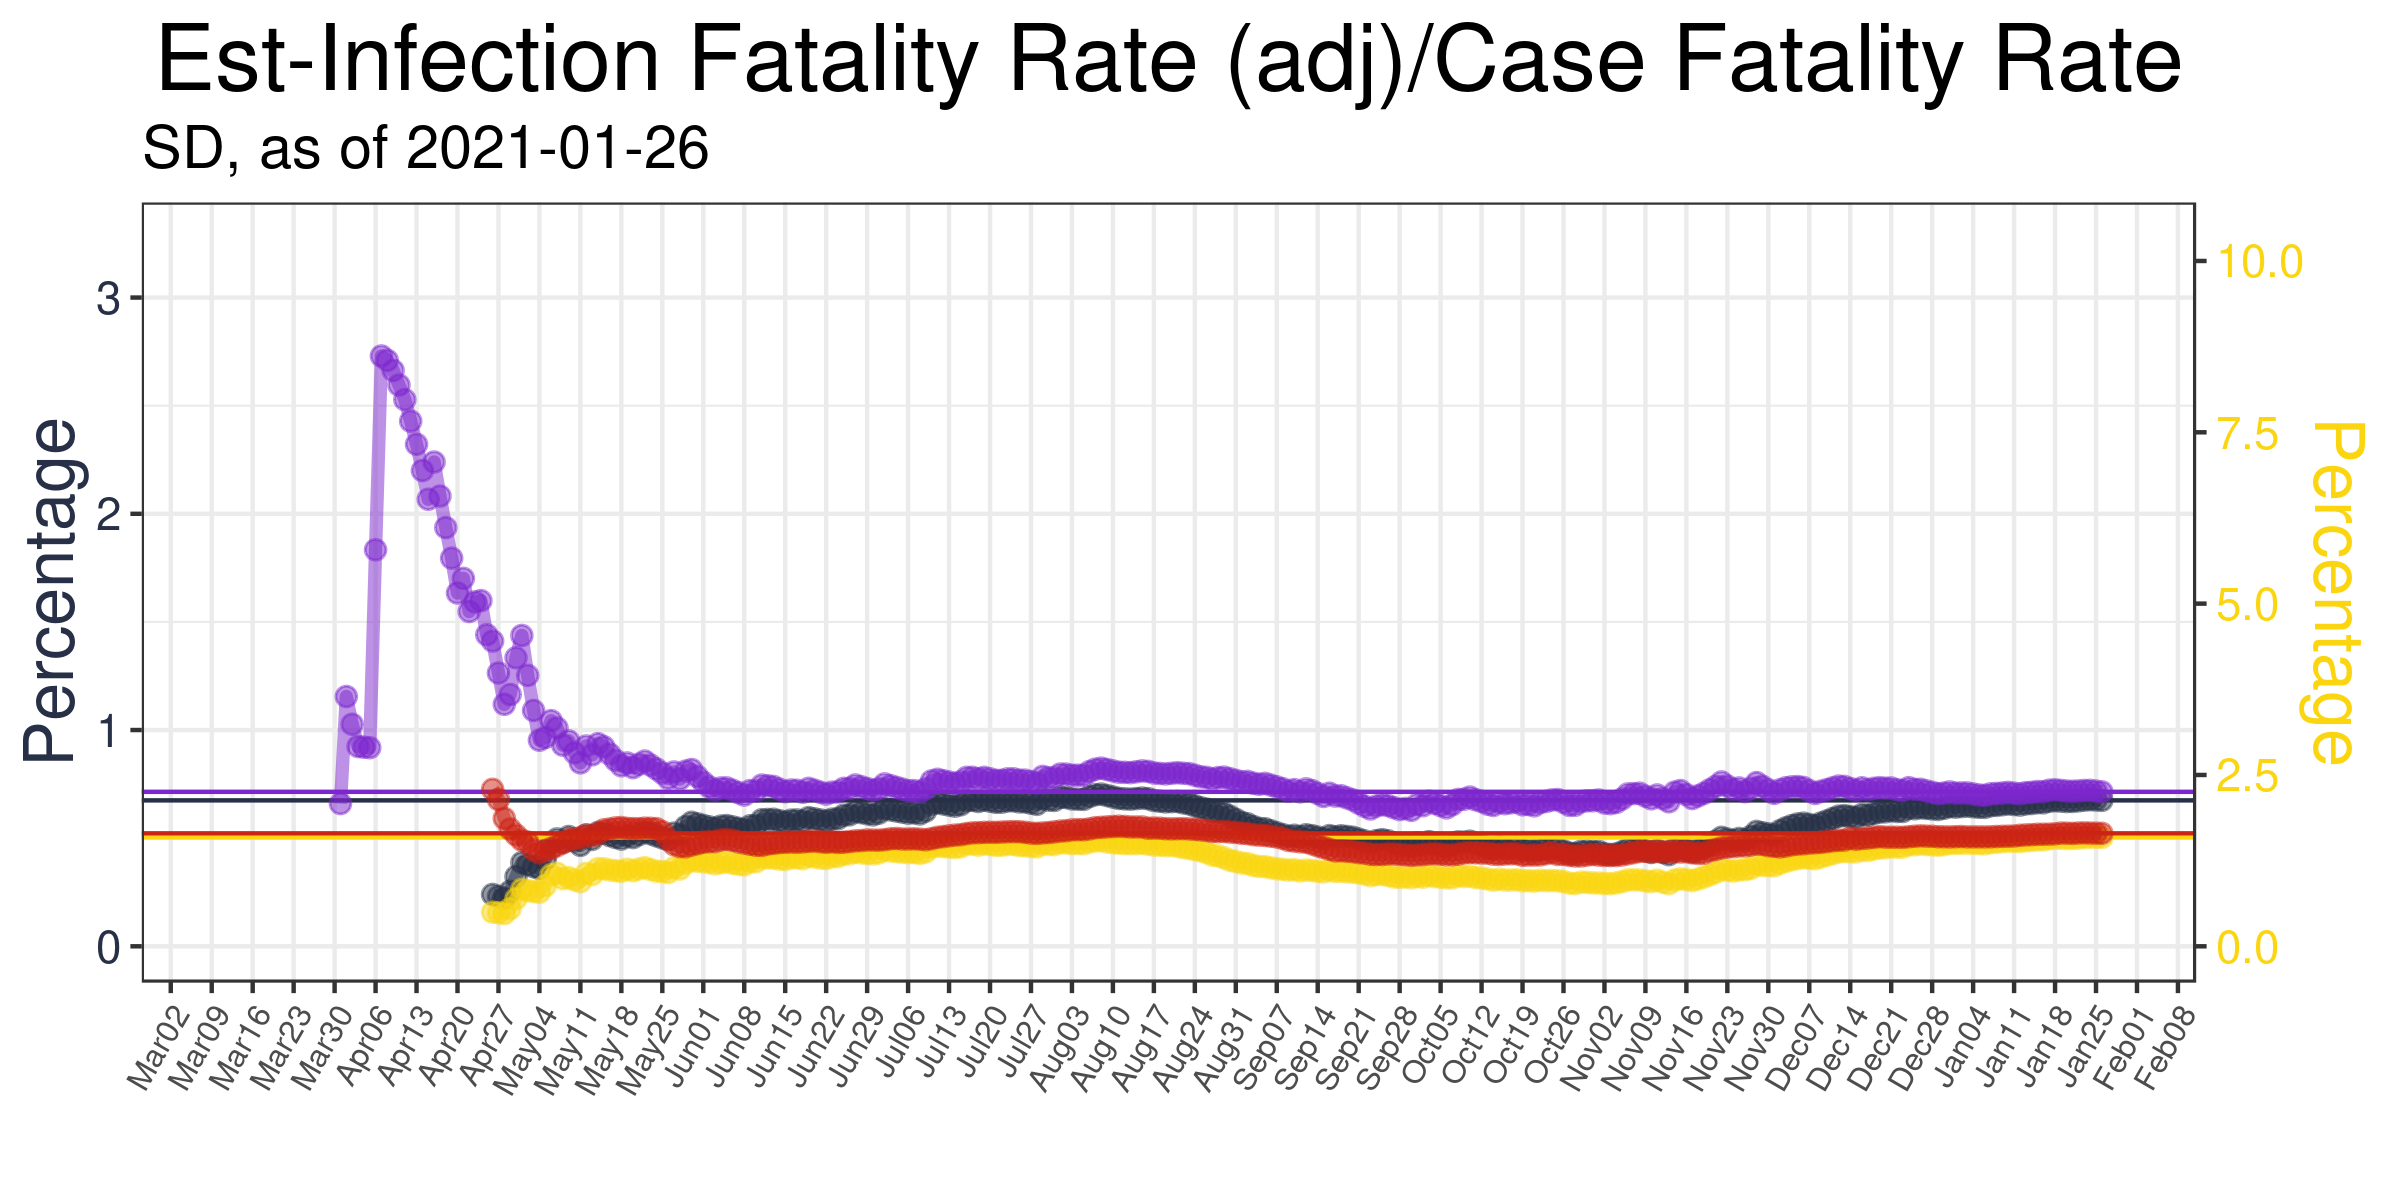 Est-Infection Fatality Rate (adj)/Case Fatality Rate
SD, as of 2021-01-26
Percentage
3
2
1
0
10.0
7.5
5.0
2.5
0.0
Percentage
Mar02
Mar09
Mar16
Mar23
Mar30
Apr06
Apr13
Apr20
Apr27
May04
May11
May18
May25
Jun01
Jun08
Jun15
Jun22
Jun29
Jul06
Jul13
Jul20
Jul27
Aug03
Aug10
Aug17
Aug24
Aug31
Sep07
Sep14
Sep21
Sep28
Oct05
Oct12
Oct19
Oct26
Nov02
Nov09
Nov16
Nov23
Nov30
Dec07
Dec14
Dec21
Dec28
Jan04
Jan11
Jan18
Jan25
Feb01
Feb08